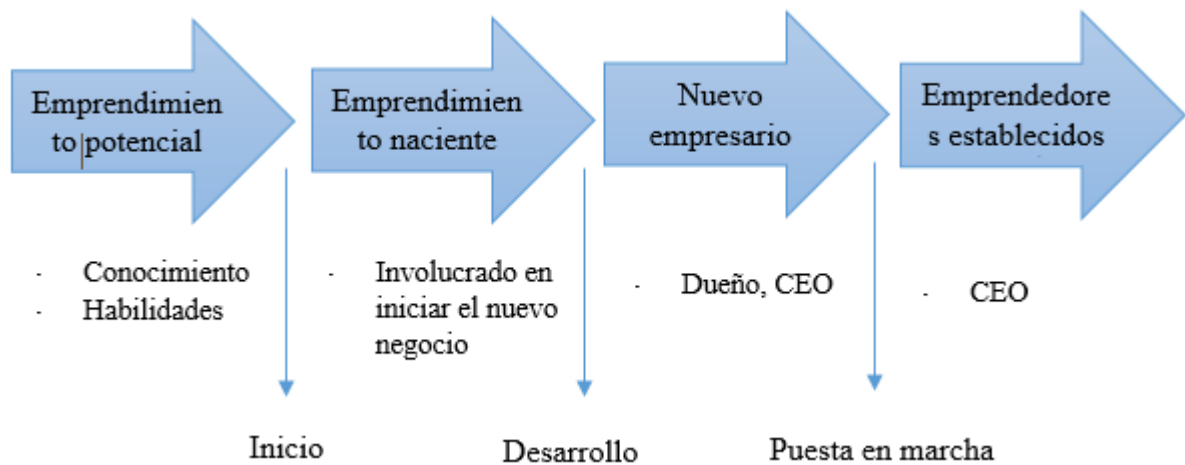 Emprendimien
to potencial
Emprendimien
to naciente
Nuevo
empresario
Emprendedore
s establecidos
- Conocimiento
- Habilidades
- Involucrado en
iniciar el nuevo
negocio
- Dueño, CEO
- CEO
Inicio
Desarrollo
Puesta en marcha